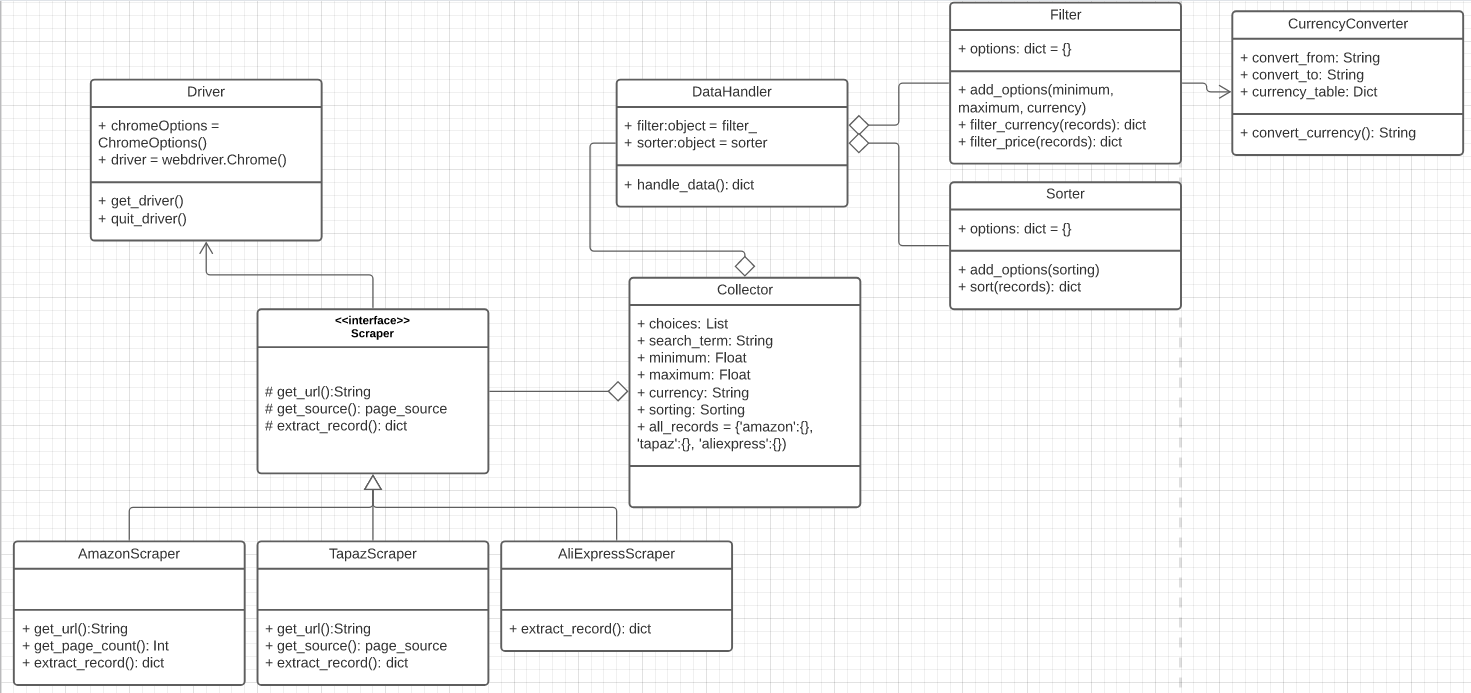 Driver
+ chromeOptions =
ChromeOptions()
+ driver = webdriver.Chrome()
+ get_driver()
+ quit_driver()
DataHandler
+ filter:object = filter_
+ sorter:object = sorter
+ handle_data(): dict
Filter
+ options: dict = {}
+ add_options(minimum,
maximum, currency)
+ filter_currency(records): dict
+ filter_price(records): dict
CurrencyConverter
+ convert_from: String
+ convert_to: String
+ currency_table: Dict
+ convert_currency(): String
Sorter
+ options: dict = {}
+ add_options(sorting)
+ sort(records): dict
<<interface>>
Scraper
# get_url():String
# get_source(): page_source
# extract_record(): dict
Collector
+ choices: List
+ search_term: String
+ minimum: Float
+ maximum: Float
+ currency: String
+ sorting: Sorting
+ all_records = {'amazon':{},
'tapaz':{}, 'aliexpress':{})
AmazonScraper
+ get_url():String
+ get_page_count(): Int
+ extract_record(): dict
TapazScraper
+ get_url():String
+ get_source(): page_source
+ extract_record(): dict
AliExpressScraper
+ extract_record(): dict